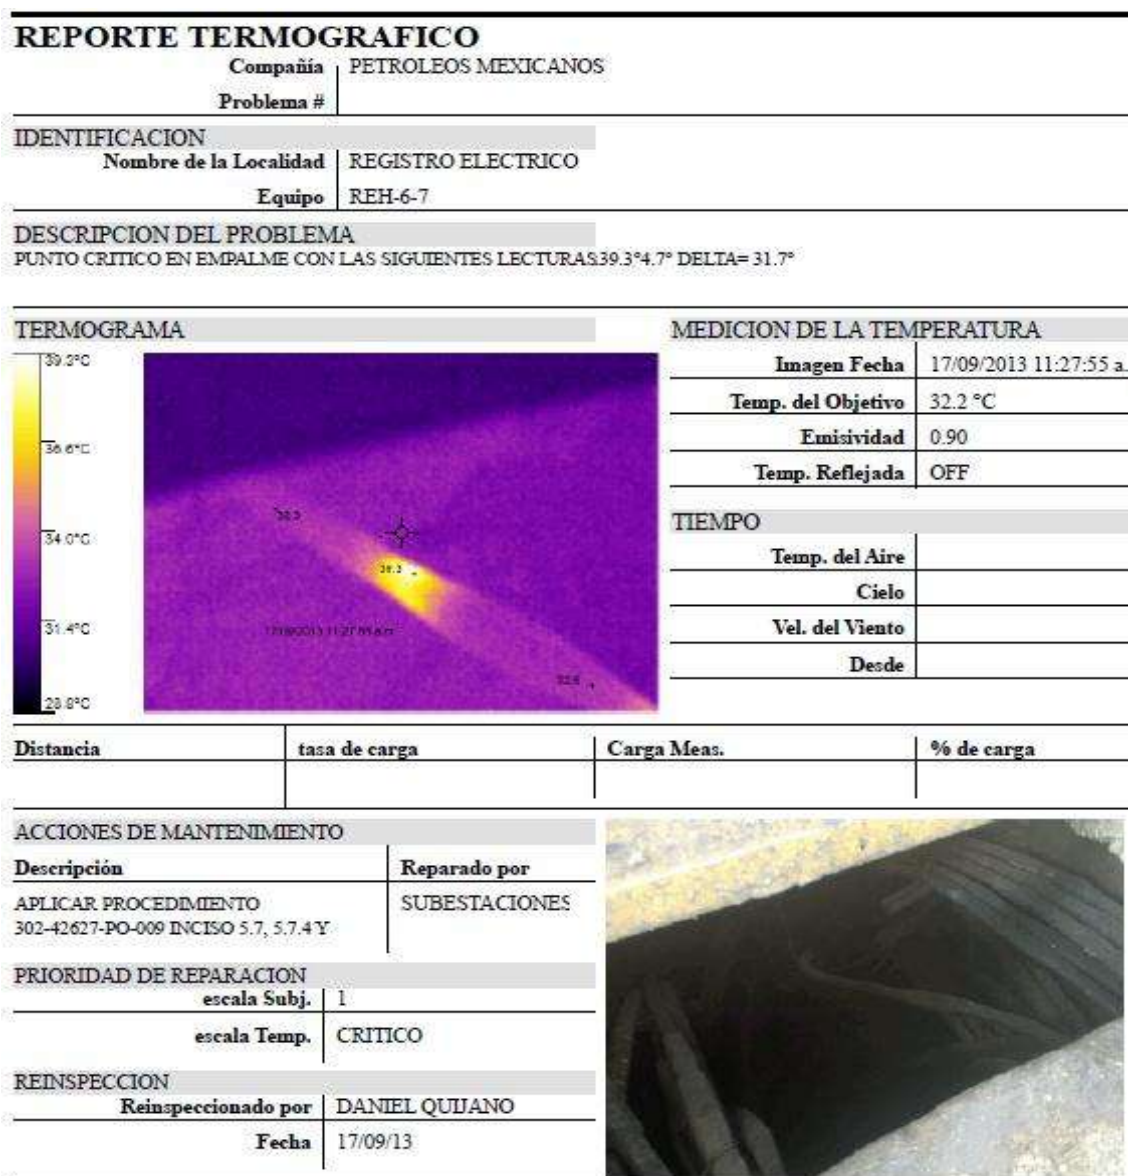 REPORTE TERMOGRAFICO
Compañía PETROLEOS MEXICANOS
Problema #
IDENTIFICACION
Nombre de la Localidad REGISTRO ELECTRICO
Equipo REH-6-7
DESCRIPCION DEL PROBLEMA
PUNTO CRITICO EN EMPALME CON LAS SIGUIENTES LECTURAS:39.3°4.7° DELTA= 31.7°
TERMOGRAMA
MEDICION DE LA TEMPERATURA
39.2°C
36.6°C
34.0°C
31.4°C
28.8°C
Imagen Fecha 17/09/2013 11:27:55 a.
Temp. del Objetivo 32.2 °C
Emisividad 0.90
Temp. Reflejada OFF
TIEMPO
Temp. del Aire
Cielo
Vel. del Viento
Desde
Distancia tasa de carga Carga Meas. % de carga
ACCIONES DE MANTENIMIENTO
Descripción Reparado por
APLICAR PROCEDIMIENTO SUBESTACIONES
302-42627-PO-009 INCISO 5.7, 5.7.4 Y
PRIORIDAD DE REPARACION
escala Subj. 1
escala Temp. CRITICO
REINSPECCION
Reinspeccionado por DANIEL QUIJANO
Fecha 17/09/13